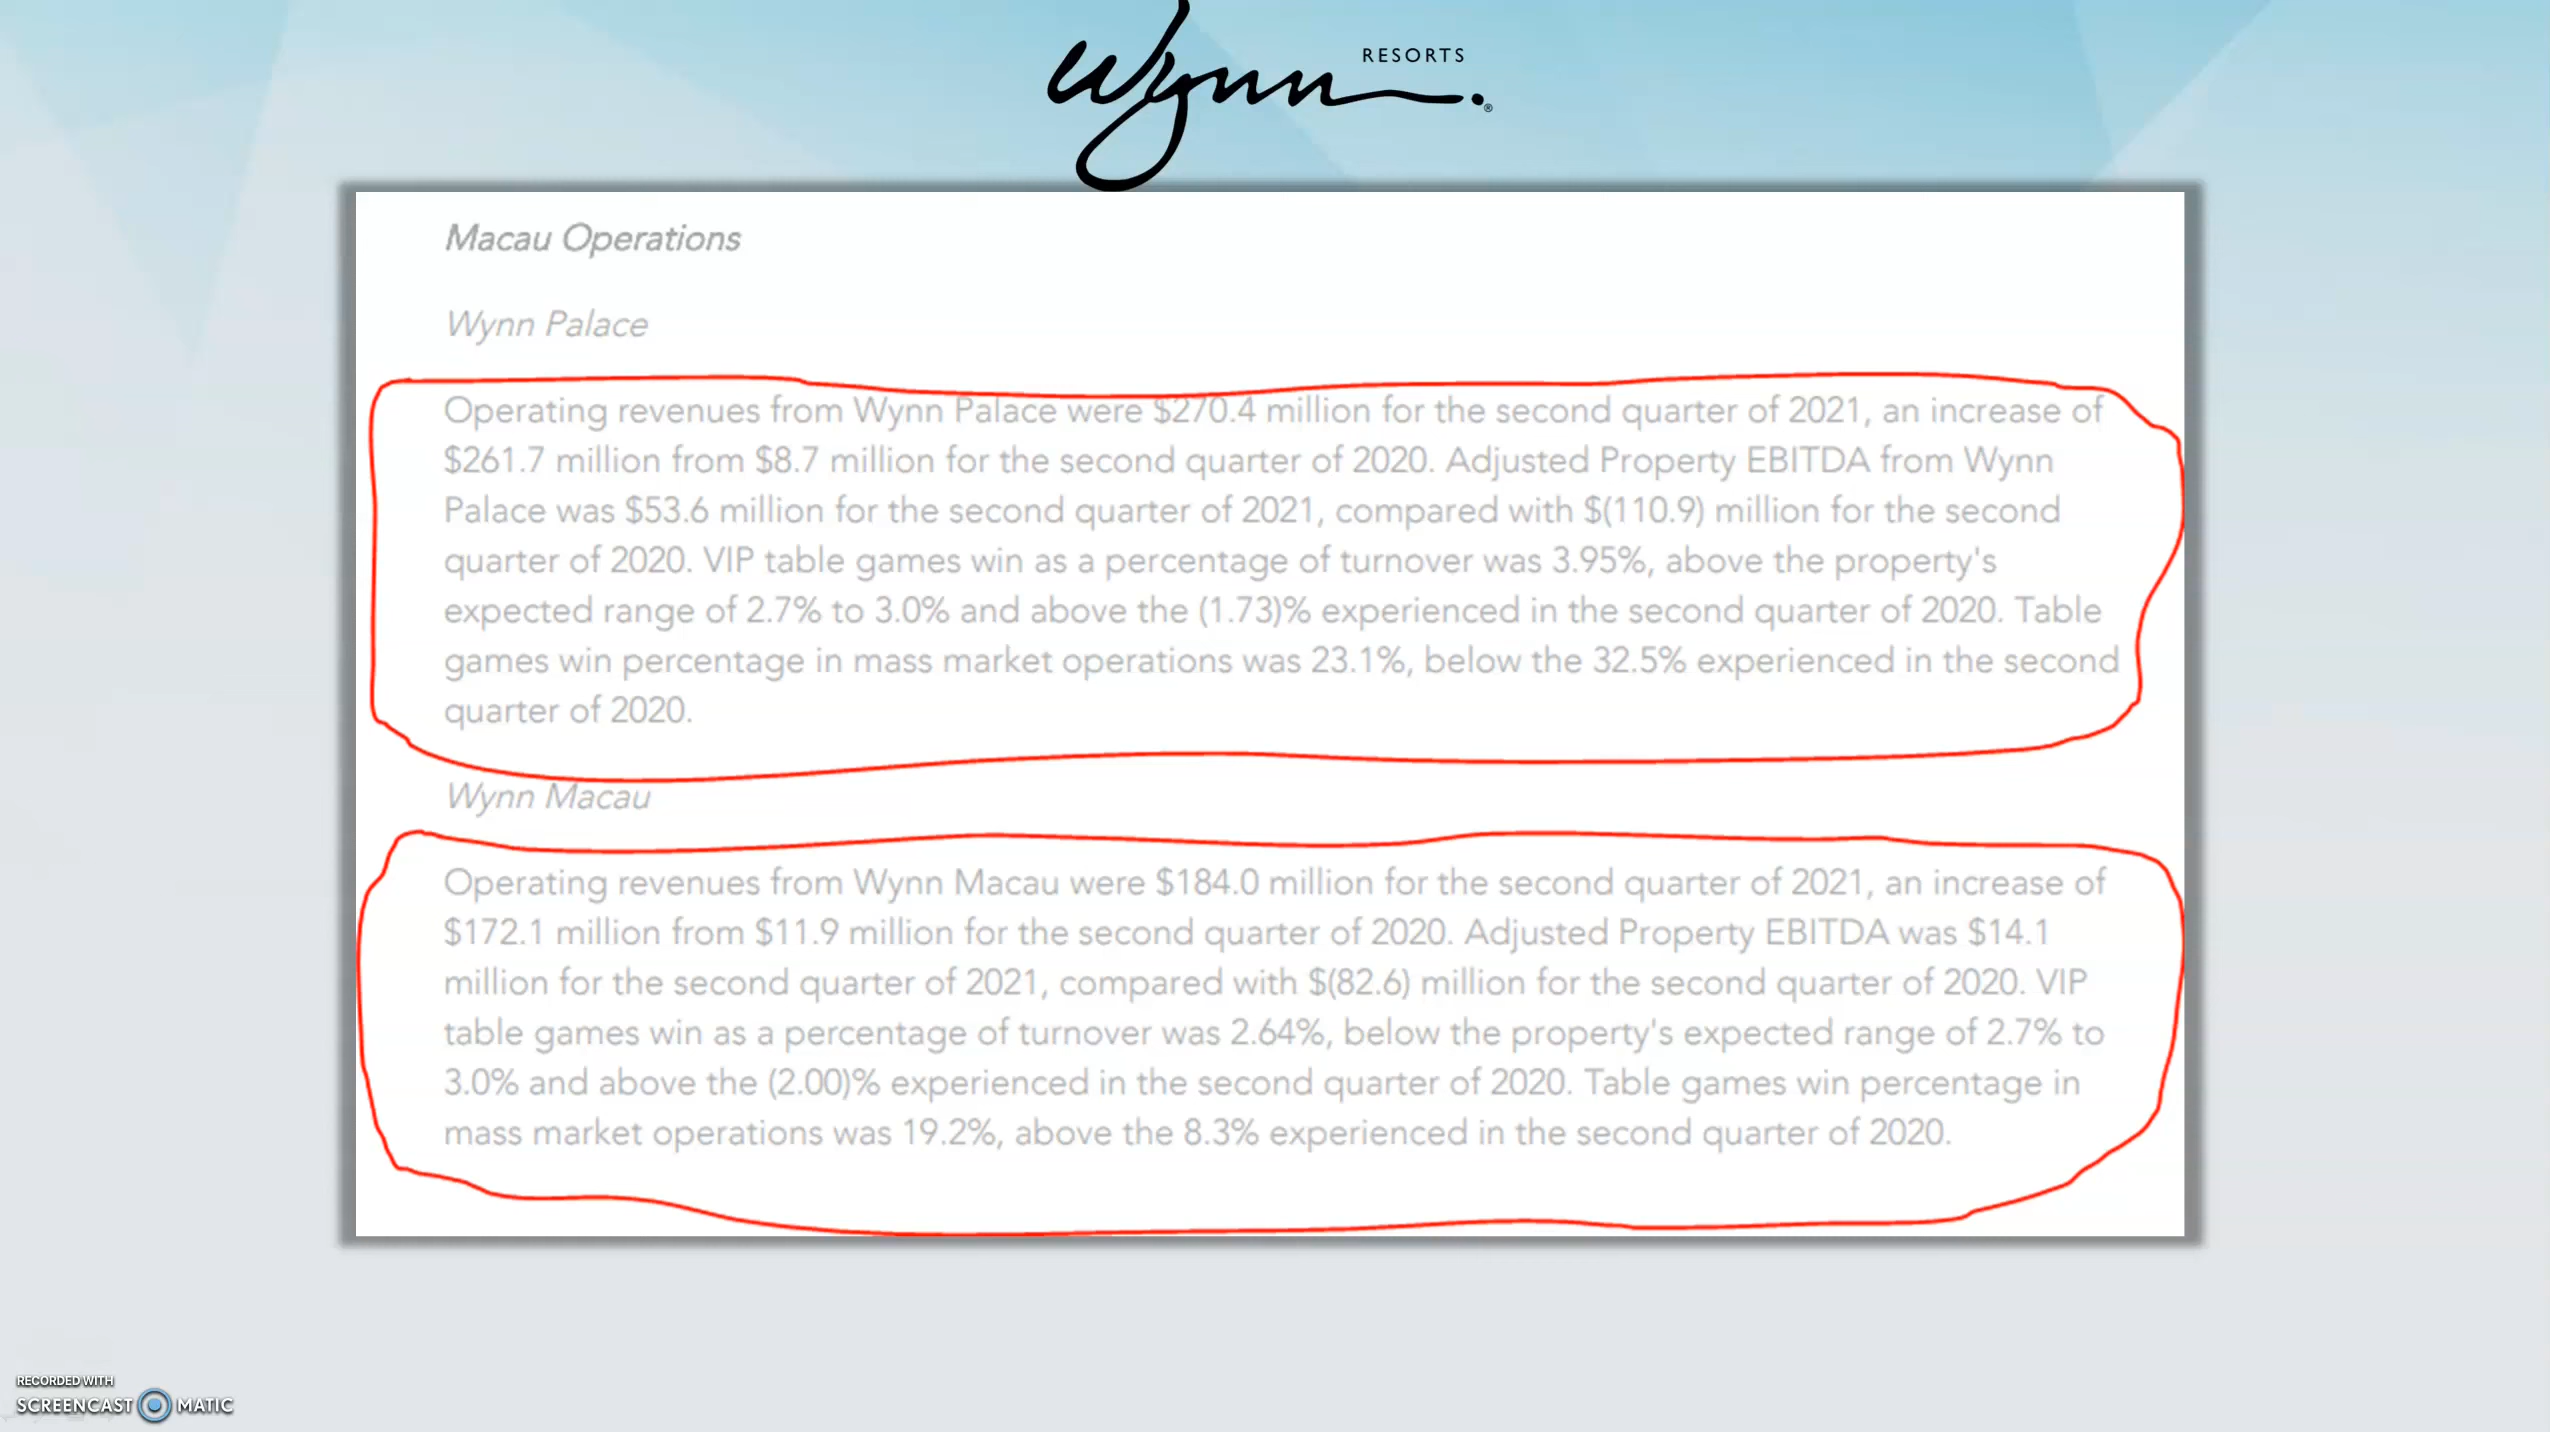 Wynn RESORTS
Macau Operations
Wynn Palace
Operating revenues from Wynn Palace were $270.4 million for the second quarter of 2021, an increase of
$261.7 million from $8.7 million for the second quarter of 2020. Adjusted Property EBITDA from Wynn
Palace was $53.6 million for the second quarter of 2021, compared with $(110.9) million for the second
quarter of 2020. VIP table games win as a percentage of turnover was 3.95%, above the property's
expected range of 2.7% to 3.0% and above the (1.73)% experienced in the second quarter of 2020. Table
games win percentage in mass market operations was 23.1%, below the 32.5% experienced in the second
quarter of 2020.
Wynn Macau
Operating revenues from Wynn Macau were $184.0 million for the second quarter of 2021, an increase of
$172.1 million from $11.9 million for the second quarter of 2020. Adjusted Property EBITDA was $14.1
million for the second quarter of 2021, compared with $(82.6) million for the second quarter of 2020. VIP
table games win as a percentage of turnover was 2.64%, below the property's expected range of 2.7% to
3.0% and above the (2.00)% experienced in the second quarter of 2020. Table games win percentage in
mass market operations was 19.2%, above the 8.3% experienced in the second quarter of 2020.
RECORDED WITH
SCREENCAST MATIC